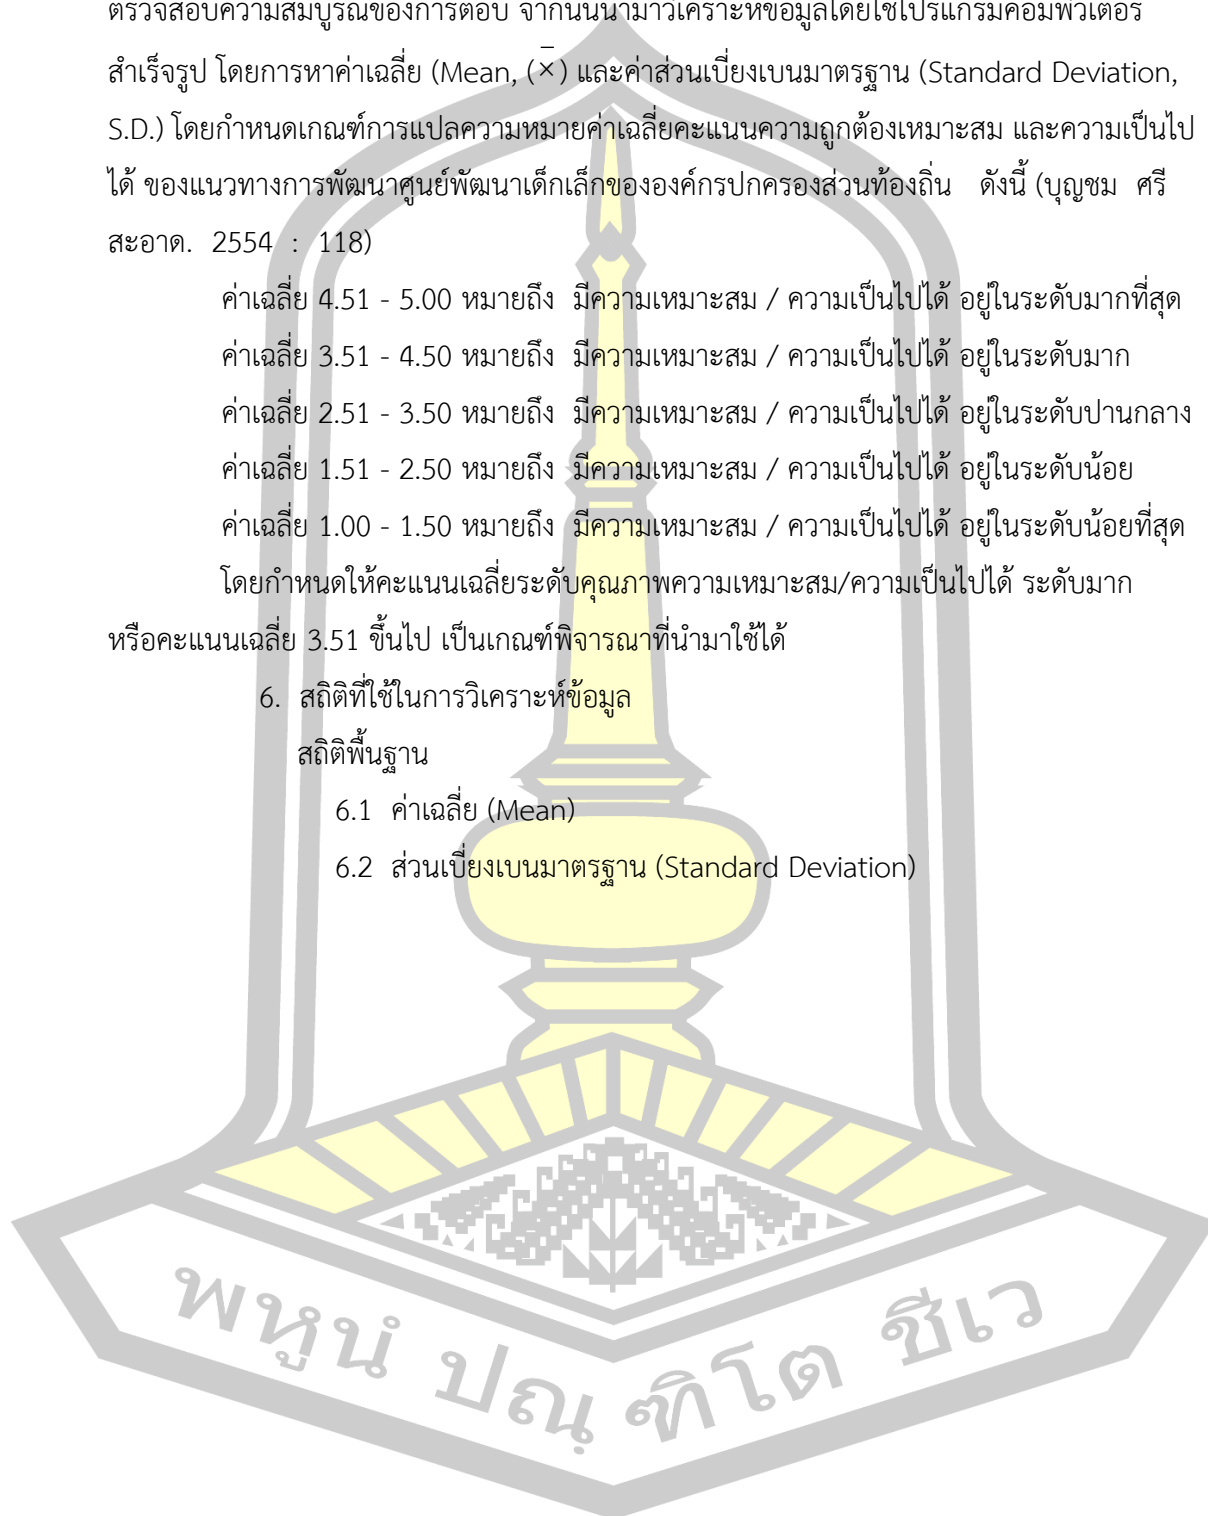 ตรวจสอบความสมบูรณ์ของการตอบ จากนั้นนำมาวิเคราะห์ข้อมูลโดยใช้โปรแกรมคอมพิวเตอร์
สำเร็จรูป โดยการหาค่าเฉลี่ย (Mean, (x̄) และค่าส่วนเบี่ยงเบนมาตรฐาน (Standard Deviation,
S.D.) โดยกำหนดเกณฑ์การแปลความหมายค่าเฉลี่ยคะแนนความถูกต้องเหมาะสม และความเป็นไป
ได้ ของแนวทางการพัฒนาศูนย์พัฒนาเด็กเล็กขององค์กรปกครองส่วนท้องถิ่น ดังนี้ (บุญชม ศรี
สะอาด. 2554 : 118)
ค่าเฉลี่ย 4.51 - 5.00 หมายถึง มีความเหมาะสม / ความเป็นไปได้ อยู่ในระดับมากที่สุด
ค่าเฉลี่ย 3.51 - 4.50 หมายถึง มีความเหมาะสม / ความเป็นไปได้ อยู่ในระดับมาก
ค่าเฉลี่ย 2.51 - 3.50 หมายถึง มีความเหมาะสม / ความเป็นไปได้ อยู่ในระดับปานกลาง
ค่าเฉลี่ย 1.51 - 2.50 หมายถึง มีความเหมาะสม / ความเป็นไปได้ อยู่ในระดับน้อย
ค่าเฉลี่ย 1.00 - 1.50 หมายถึง มีความเหมาะสม / ความเป็นไปได้ อยู่ในระดับน้อยที่สุด
โดยกำหนดให้คะแนนเฉลี่ยระดับคุณภาพความเหมาะสม/ความเป็นไปได้ ระดับมาก
หรือคะแนนเฉลี่ย 3.51 ขึ้นไป เป็นเกณฑ์พิจารณาที่นำมาใช้ได้
6. สถิติที่ใช้ในการวิเคราะห์ข้อมูล
สถิติพื้นฐาน
6.1 ค่าเฉลี่ย (Mean)
6.2 ส่วนเบี่ยงเบนมาตรฐาน (Standard Deviation)
พหูนํ ปณฺฑิโต ชีเว